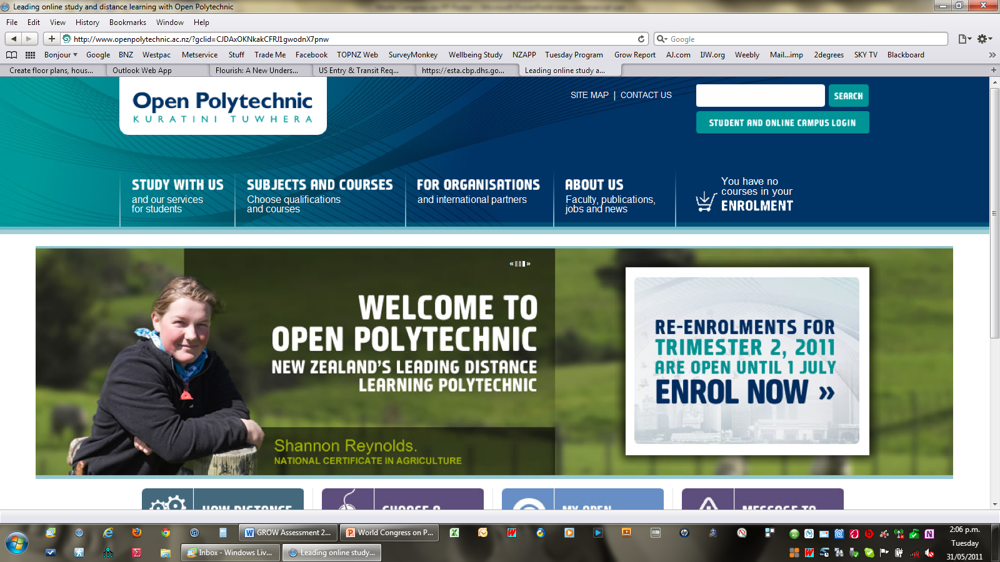 Leading online study and distance learning with Open Polytechnic
File Edit View History Bookmarks Window Help
http://www.openpolytechnic.ac.nz/?gclid=CJDAxOKNkakCFRJ1gwodnX7pnw
Google
Bonjour Google BNZ Westpac Metservice Stuff Trade Me Facebook TOPNZ Web SurveyMonkey Wellbeing Study NZAPP Tuesday Program Grow Report AJ.com IJW.org Weebly Mail...imp 2degrees SKY TV Blackboard
Create floor plans, hous... Outlook Web App Flourish: A New Unders... US Entry & Transit Req... https://esta.cbp.dhs.go... Leading online study a...
Open Polytechnic
KURATINI TUWHERA
SITE MAP | CONTACT US
SEARCH
STUDENT AND ONLINE CAMPUS LOGIN
STUDY WITH US
and our services
for students
SUBJECTS AND COURSES
Choose qualifications
and courses
FOR ORGANISATIONS
and international partners
ABOUT US
Faculty, publications,
jobs and news
You have no
courses in your
ENROLMENT
« »
WELCOME TO
OPEN POLYTECHNIC
NEW ZEALAND'S LEADING DISTANCE
LEARNING POLYTECHNIC
Shannon Reynolds.
NATIONAL CERTIFICATE IN AGRICULTURE
RE-ENROLMENTS FOR
TRIMESTER 2, 2011
ARE OPEN UNTIL 1 JULY
ENROL NOW »
HOW DISTANCE
CHOOSE A
MY OPEN
MESSAGE TO
GROW Assessment 2... World Congress on P...
Inbox - Windows Liv... Leading online study...
2:06 p.m.
Tuesday
31/05/2011